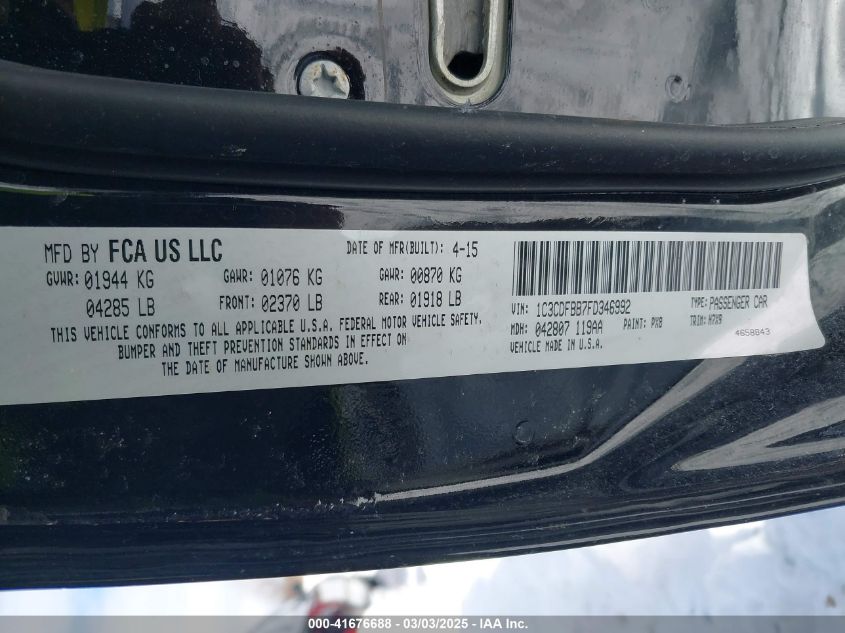 MFD BY FCA US LLC DATE OF MFR(BUILT): 4-15
GVWR: 01944 KG GAWR: 01076 KG GAWR: 00870 KG
04285 LB FRONT: 02370 LB REAR: 01918 LB
THIS VEHICLE CONFORMS TO ALL APPLICABLE U.S.A. FEDERAL MOTOR VEHICLE SAFETY,
BUMPER AND THEFT PREVENTION STANDARDS IN EFFECT ON
THE DATE OF MANUFACTURE SHOWN ABOVE.
VIN: 1C3CDFBB7FD346992 TYPE: PASSENGER CAR
MDH: 042807 119AA PAINT: PX8 TRIM: H7X9
VEHICLE MADE IN U.S.A. 4658843
000-41676688 - 03/03/2025 - IAA Inc.